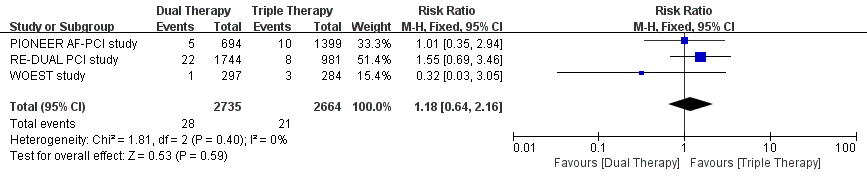 Dual Therapy Triple Therapy Risk Ratio Risk Ratio
Study or Subgroup Events Total Events Total Weight M-H, Fixed, 95% CI M-H, Fixed, 95% CI
PIONEER AF-PCI study 5 694 10 1399 33.3% 1.01 [0.35, 2.94]
RE-DUAL PCI study 22 1744 8 981 51.4% 1.55 [0.69, 3.46]
WOEST study 1 297 3 284 15.4% 0.32 [0.03, 3.05]
Total (95% CI) 2735 2664 100.0% 1.18 [0.64, 2.16]
Total events 28 21
Heterogeneity: Chi² = 1.81, df = 2 (P = 0.40); I² = 0%
Test for overall effect: Z = 0.53 (P = 0.59)
0.01 0.1 1 10 100
Favours [Dual Therapy] Favours [Triple Therapy]